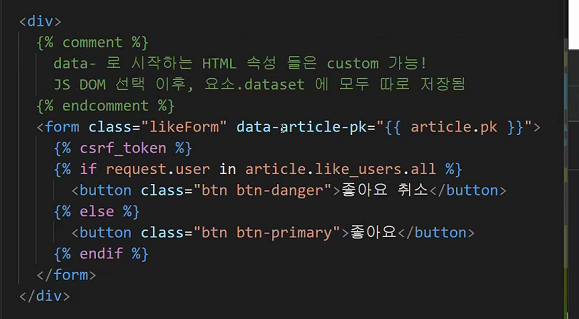 <div>
{% comment %}
data- 로 시작하는 HTML 속성 들은 custom 가능!
JS DOM 선택 이후, 요소.dataset 에 모두 따로 저장됨
{% endcomment %}
<form class="likeForm" data-article-pk="{{ article.pk }}">
{% csrf_token %}
{% if request.user in article.like_users.all %}
<button class="btn btn-danger">좋아요 취소</button>
{% else %}
<button class="btn btn-primary">좋아요</button>
{% endif %}
</form>
</div>